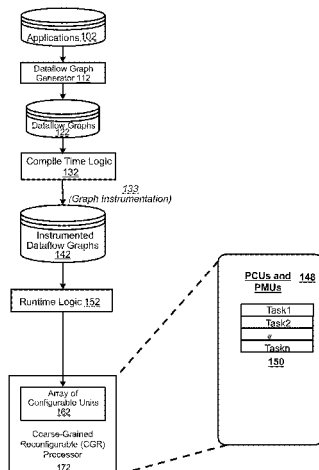 Applications 102
Dataflow Graph
Generator 112
Dataflow Graphs
122
Compile Time Logic
132
133
(Graph Instrumentation)
Instrumented
Dataflow Graphs
142
Runtime Logic 152
Array of
Configurable Units
162
Coarse-Grained
Reconfigurable (CGR)
Processor
172
PCUs and 148
PMUs
Task1
Task2
Taskn
150